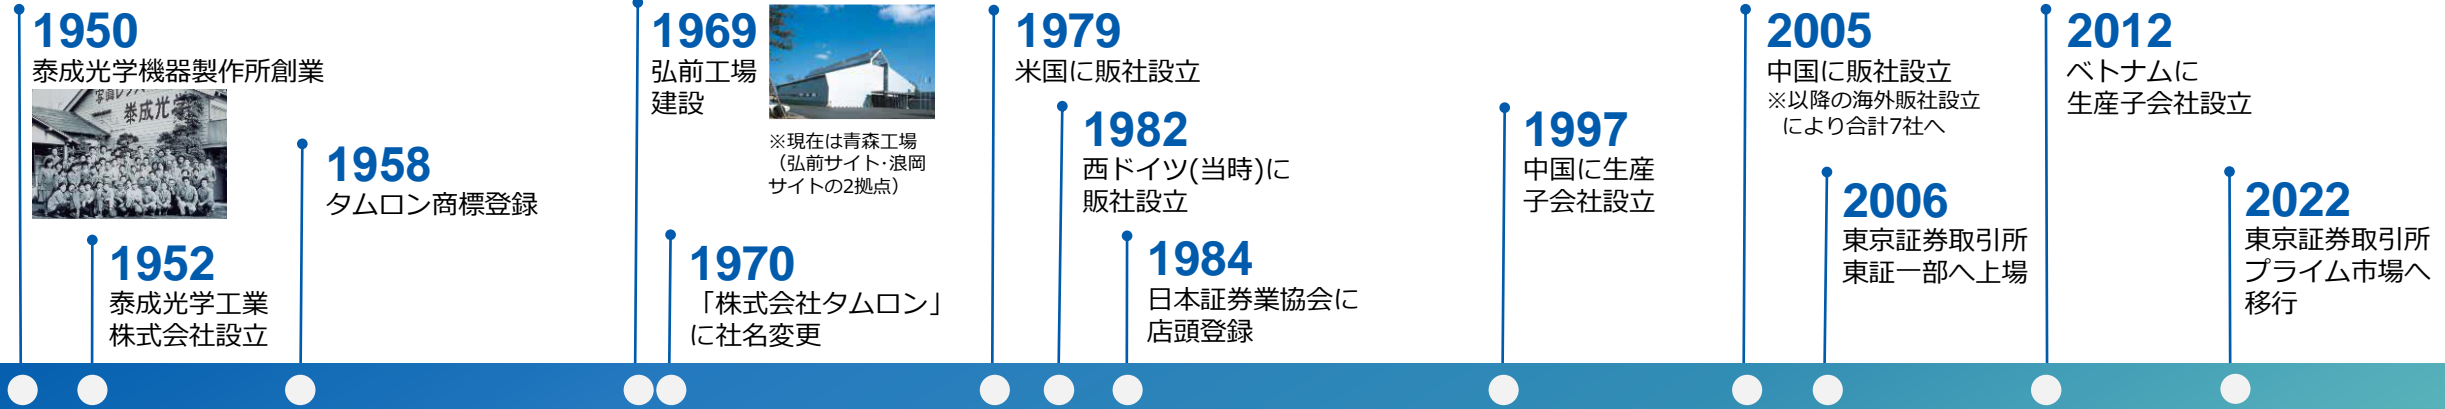 1950
泰成光学機器製作所創業
泰成光学
1952
泰成光学工業
株式会社設立
1958
タムロン商標登録
1969
弘前工場
建設
※現在は青森工場
（弘前サイト･浪岡
サイトの2拠点）
1970
「株式会社タムロン」
に社名変更
1979
米国に販社設立
1982
西ドイツ(当時)に
販社設立
1984
日本証券業協会に
店頭登録
1997
中国に生産
子会社設立
2005
中国に販社設立
※以降の海外販社設立
により合計7社へ
2006
東京証券取引所
東証一部へ上場
2012
ベトナムに
生産子会社設立
2022
東京証券取引所
プライム市場へ
移行